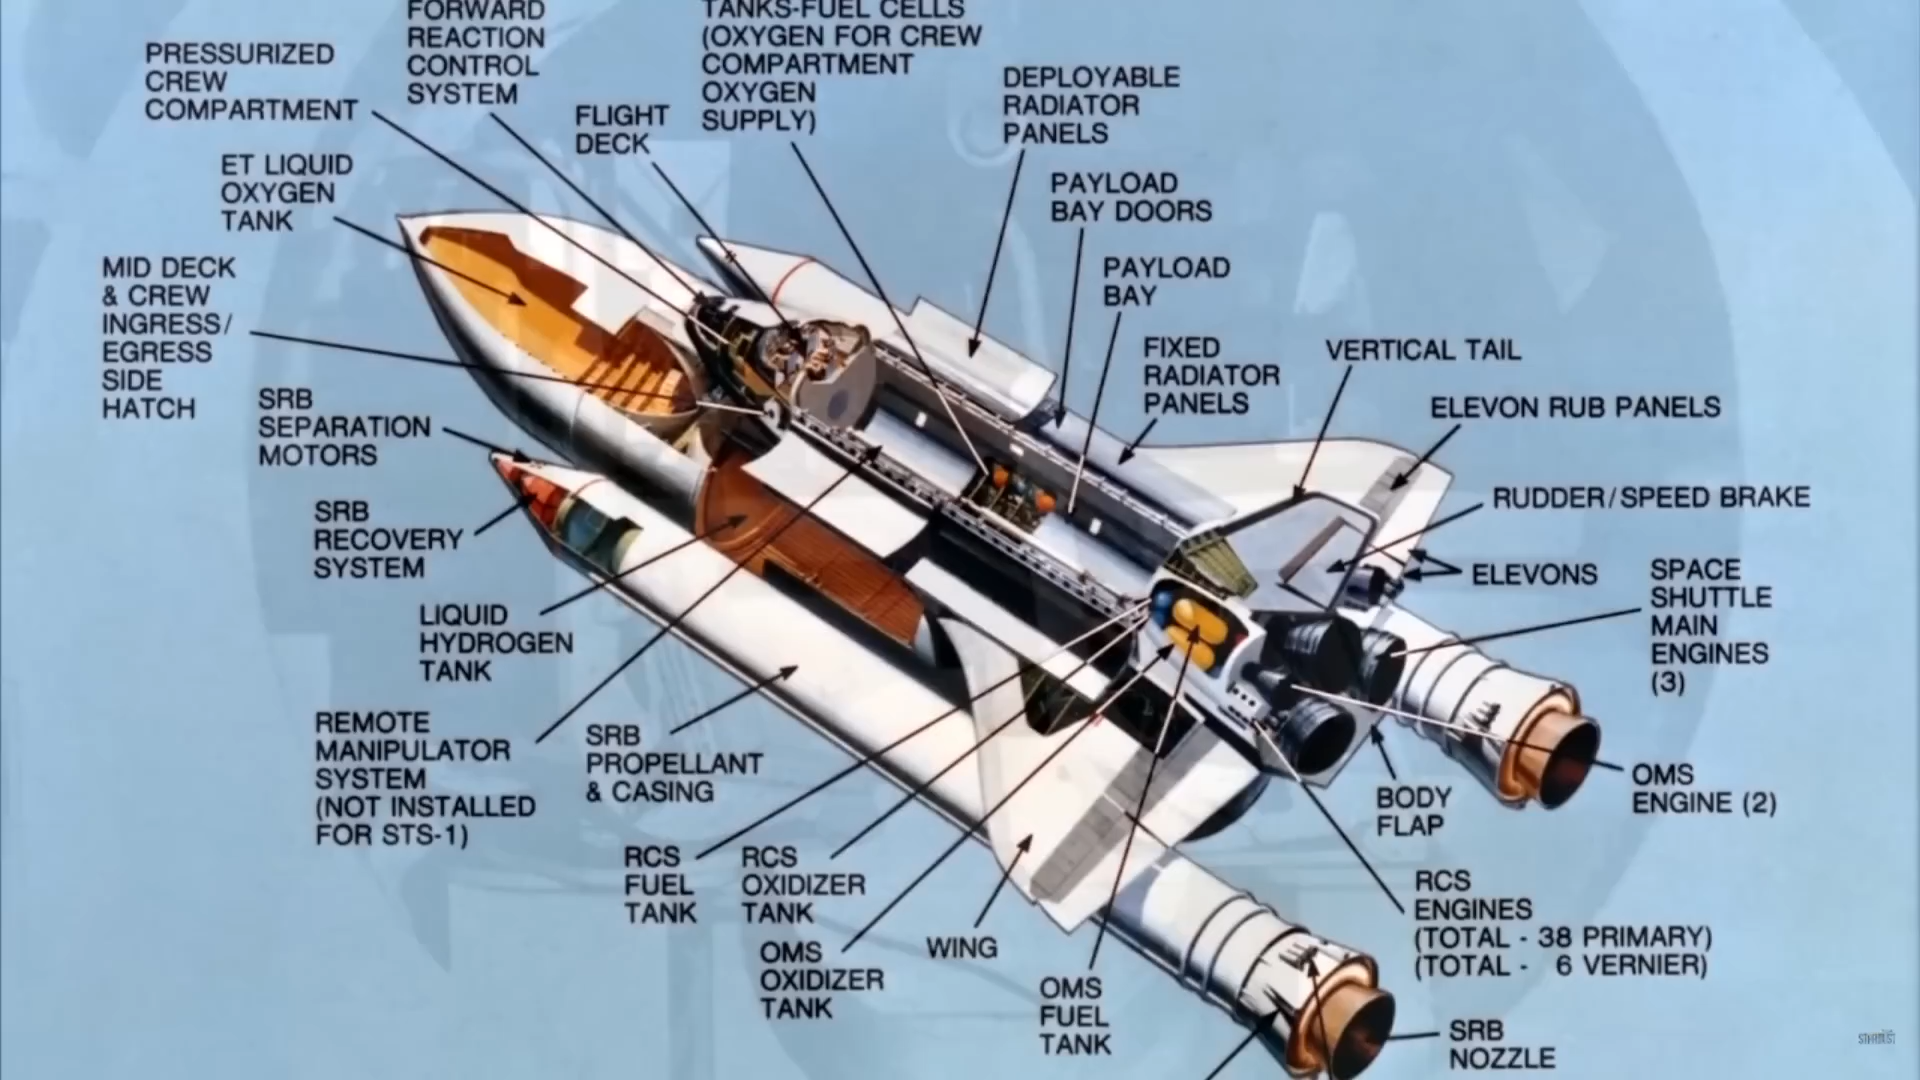 FORWARD
REACTION
CONTROL
SYSTEM
TANKS-FUEL CELLS
(OXYGEN FOR CREW
COMPARTMENT
OXYGEN
SUPPLY)
PRESSURIZED
CREW
COMPARTMENT
FLIGHT
DECK
DEPLOYABLE
RADIATOR
PANELS
ET LIQUID
OXYGEN
TANK
PAYLOAD
BAY DOORS
MID DECK
& CREW
INGRESS/
EGRESS
SIDE
HATCH
PAYLOAD
BAY
FIXED
RADIATOR
PANELS
VERTICAL TAIL
SRB
SEPARATION
MOTORS
ELEVON RUB PANELS
RUDDER/SPEED BRAKE
SRB
RECOVERY
SYSTEM
ELEVONS
SPACE
SHUTTLE
MAIN
ENGINES
(3)
LIQUID
HYDROGEN
TANK
REMOTE
MANIPULATOR
SYSTEM
(NOT INSTALLED
FOR STS-1)
SRB
PROPELLANT
& CASING
OMS
ENGINE (2)
BODY
FLAP
RCS
FUEL
TANK
RCS
OXIDIZER
TANK
RCS
ENGINES
(TOTAL - 38 PRIMARY)
(TOTAL - 6 VERNIER)
OMS
OXIDIZER
TANK
WING
OMS
FUEL
TANK
SRB
NOZZLE